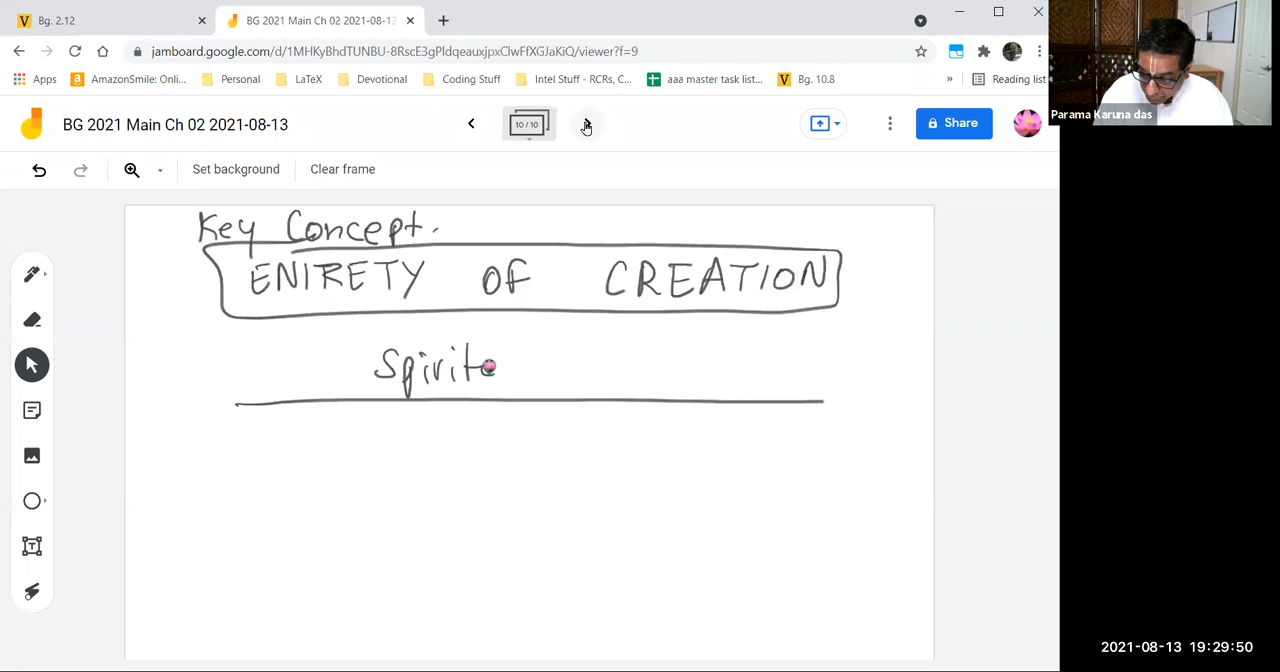 Bg. 2.12
BG 2021 Main Ch 02 2021-08-13
jamboard.google.com/d/1MHKyBhdTUNBU-8RscE3gPldqeauxjpxClwFfXGJaKiQ/viewer?f=9
Apps
AmazonSmile: Onli...
Personal
LaTeX
Devotional
Coding Stuff
Intel Stuff - RCRs, C...
aaa master task list...
Bg. 10.8
»
Reading list
Parama Karuna das
BG 2021 Main Ch 02 2021-08-13
10 / 10
Share
Set background
Clear frame
Key Concept.
ENIRETY OF CREATION
Spirit
2021-08-13 19:29:50